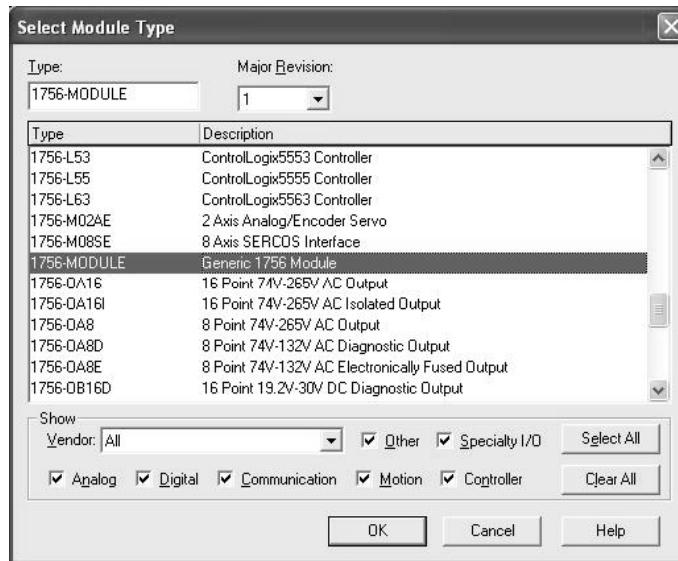 Select Module Type
Type: Major Revision:
1756-MODULE 1
Type Description
1756-L53 ControlLogix5553 Controller
1756-L55 ControlLogix5555 Controller
1756-L63 ControlLogix5563 Controller
1756-M02AE 2 Axis Analog/Encoder Servo
1756-M08SE 8 Axis SERCOS Interface
1756-MODULE Generic 1756 Module
1756-OA16 16 Point 74V-265V AC Output
1756-OA16I 16 Point 74V-265V AC Isolated Output
1756-OA8 8 Point 74V-265V AC Output
1756-OA8D 8 Point 74V-132V AC Diagnostic Output
1756-OA8E 8 Point 74V-132V AC Electronically Fused Output
1756-OB16D 16 Point 19.2V-30V DC Diagnostic Output
Show
Vendor: All Other Specialty I/O Select All
Analog Digital Communication Motion Controller Clear All
OK Cancel Help